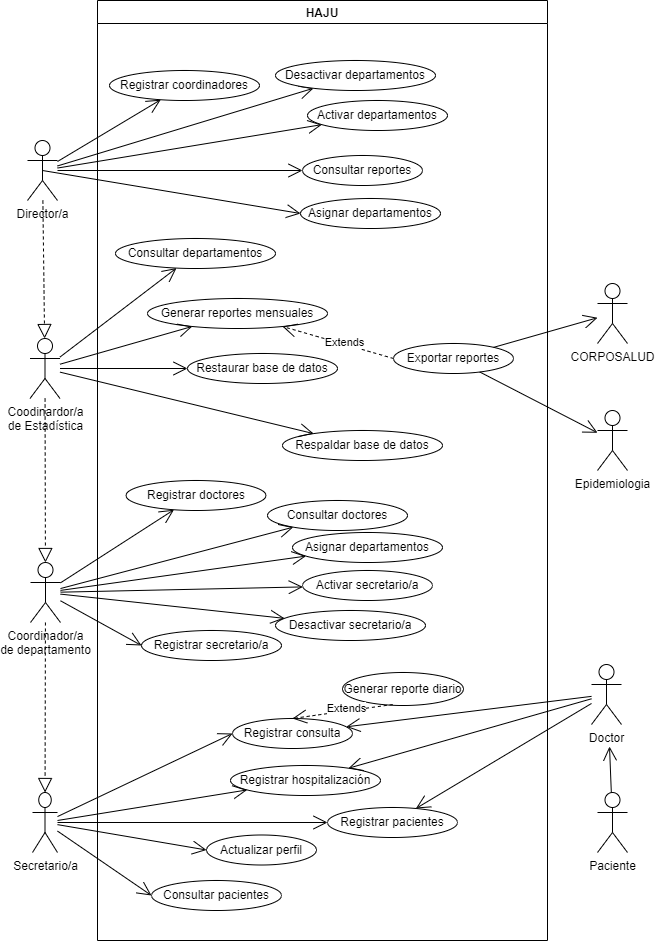 HAJU
Desactivar departamentos
Registrar coordinadores
Activar departamentos
Consultar reportes
Director/a
Asignar departamentos
Consultar departamentos
Generar reportes mensuales
Extends
Exportar reportes
CORPOSALUD
Restaurar base de datos
Coodinardor/a
de Estadística
Respaldar base de datos
Epidemiologia
Registrar doctores
Consultar doctores
Asignar departamentos
Activar secretario/a
Desactivar secretario/a
Coordinador/a
de departamento
Registrar secretario/a
Generar reporte diario
Extends
Registrar consulta
Doctor
Registrar hospitalización
Registrar pacientes
Actualizar perfil
Secretario/a
Paciente
Consultar pacientes